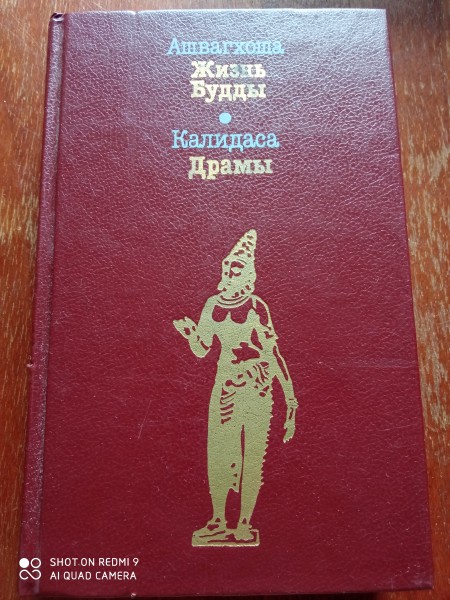 Ашвагхоша
Жизнь
Будды
Калидаса
Драмы
SHOT ON REDMI 9
AI QUAD CAMERA